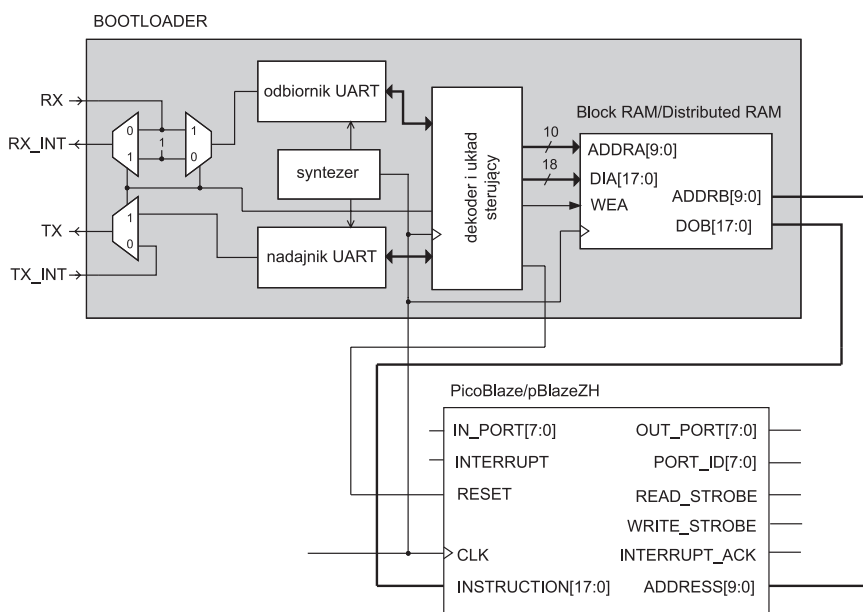 BOOTLOADER
RX
RX_INT
TX
TX_INT
0
1
1
1
0
1
0
odbiornik UART
syntezer
nadajnik UART
dekoder i układ
sterujący
10
18
Block RAM/Distributed RAM
ADDRA[9:0]
DIA[17:0]
WEA
ADDRB[9:0]
DOB[17:0]
PicoBlaze/pBlazeZH
IN_PORT[7:0]
INTERRUPT
RESET
CLK
INSTRUCTION[17:0]
OUT_PORT[7:0]
PORT_ID[7:0]
READ_STROBE
WRITE_STROBE
INTERRUPT_ACK
ADDRESS[9:0]